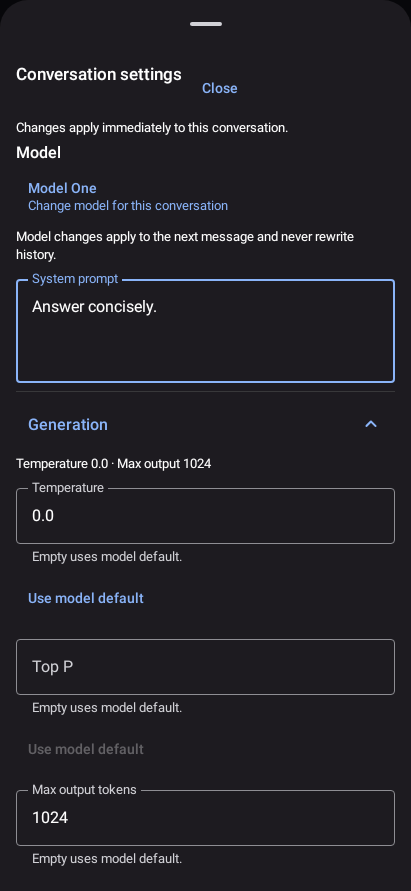 Conversation settings
Close
Changes apply immediately to this conversation.
Model
Model One
Change model for this conversation
Model changes apply to the next message and never rewrite
history.
System prompt
Answer concisely.
Generation
Temperature 0.0 · Max output 1024
Temperature
0.0
Empty uses model default.
Use model default
Top P
Empty uses model default.
Use model default
Max output tokens
1024
Empty uses model default.